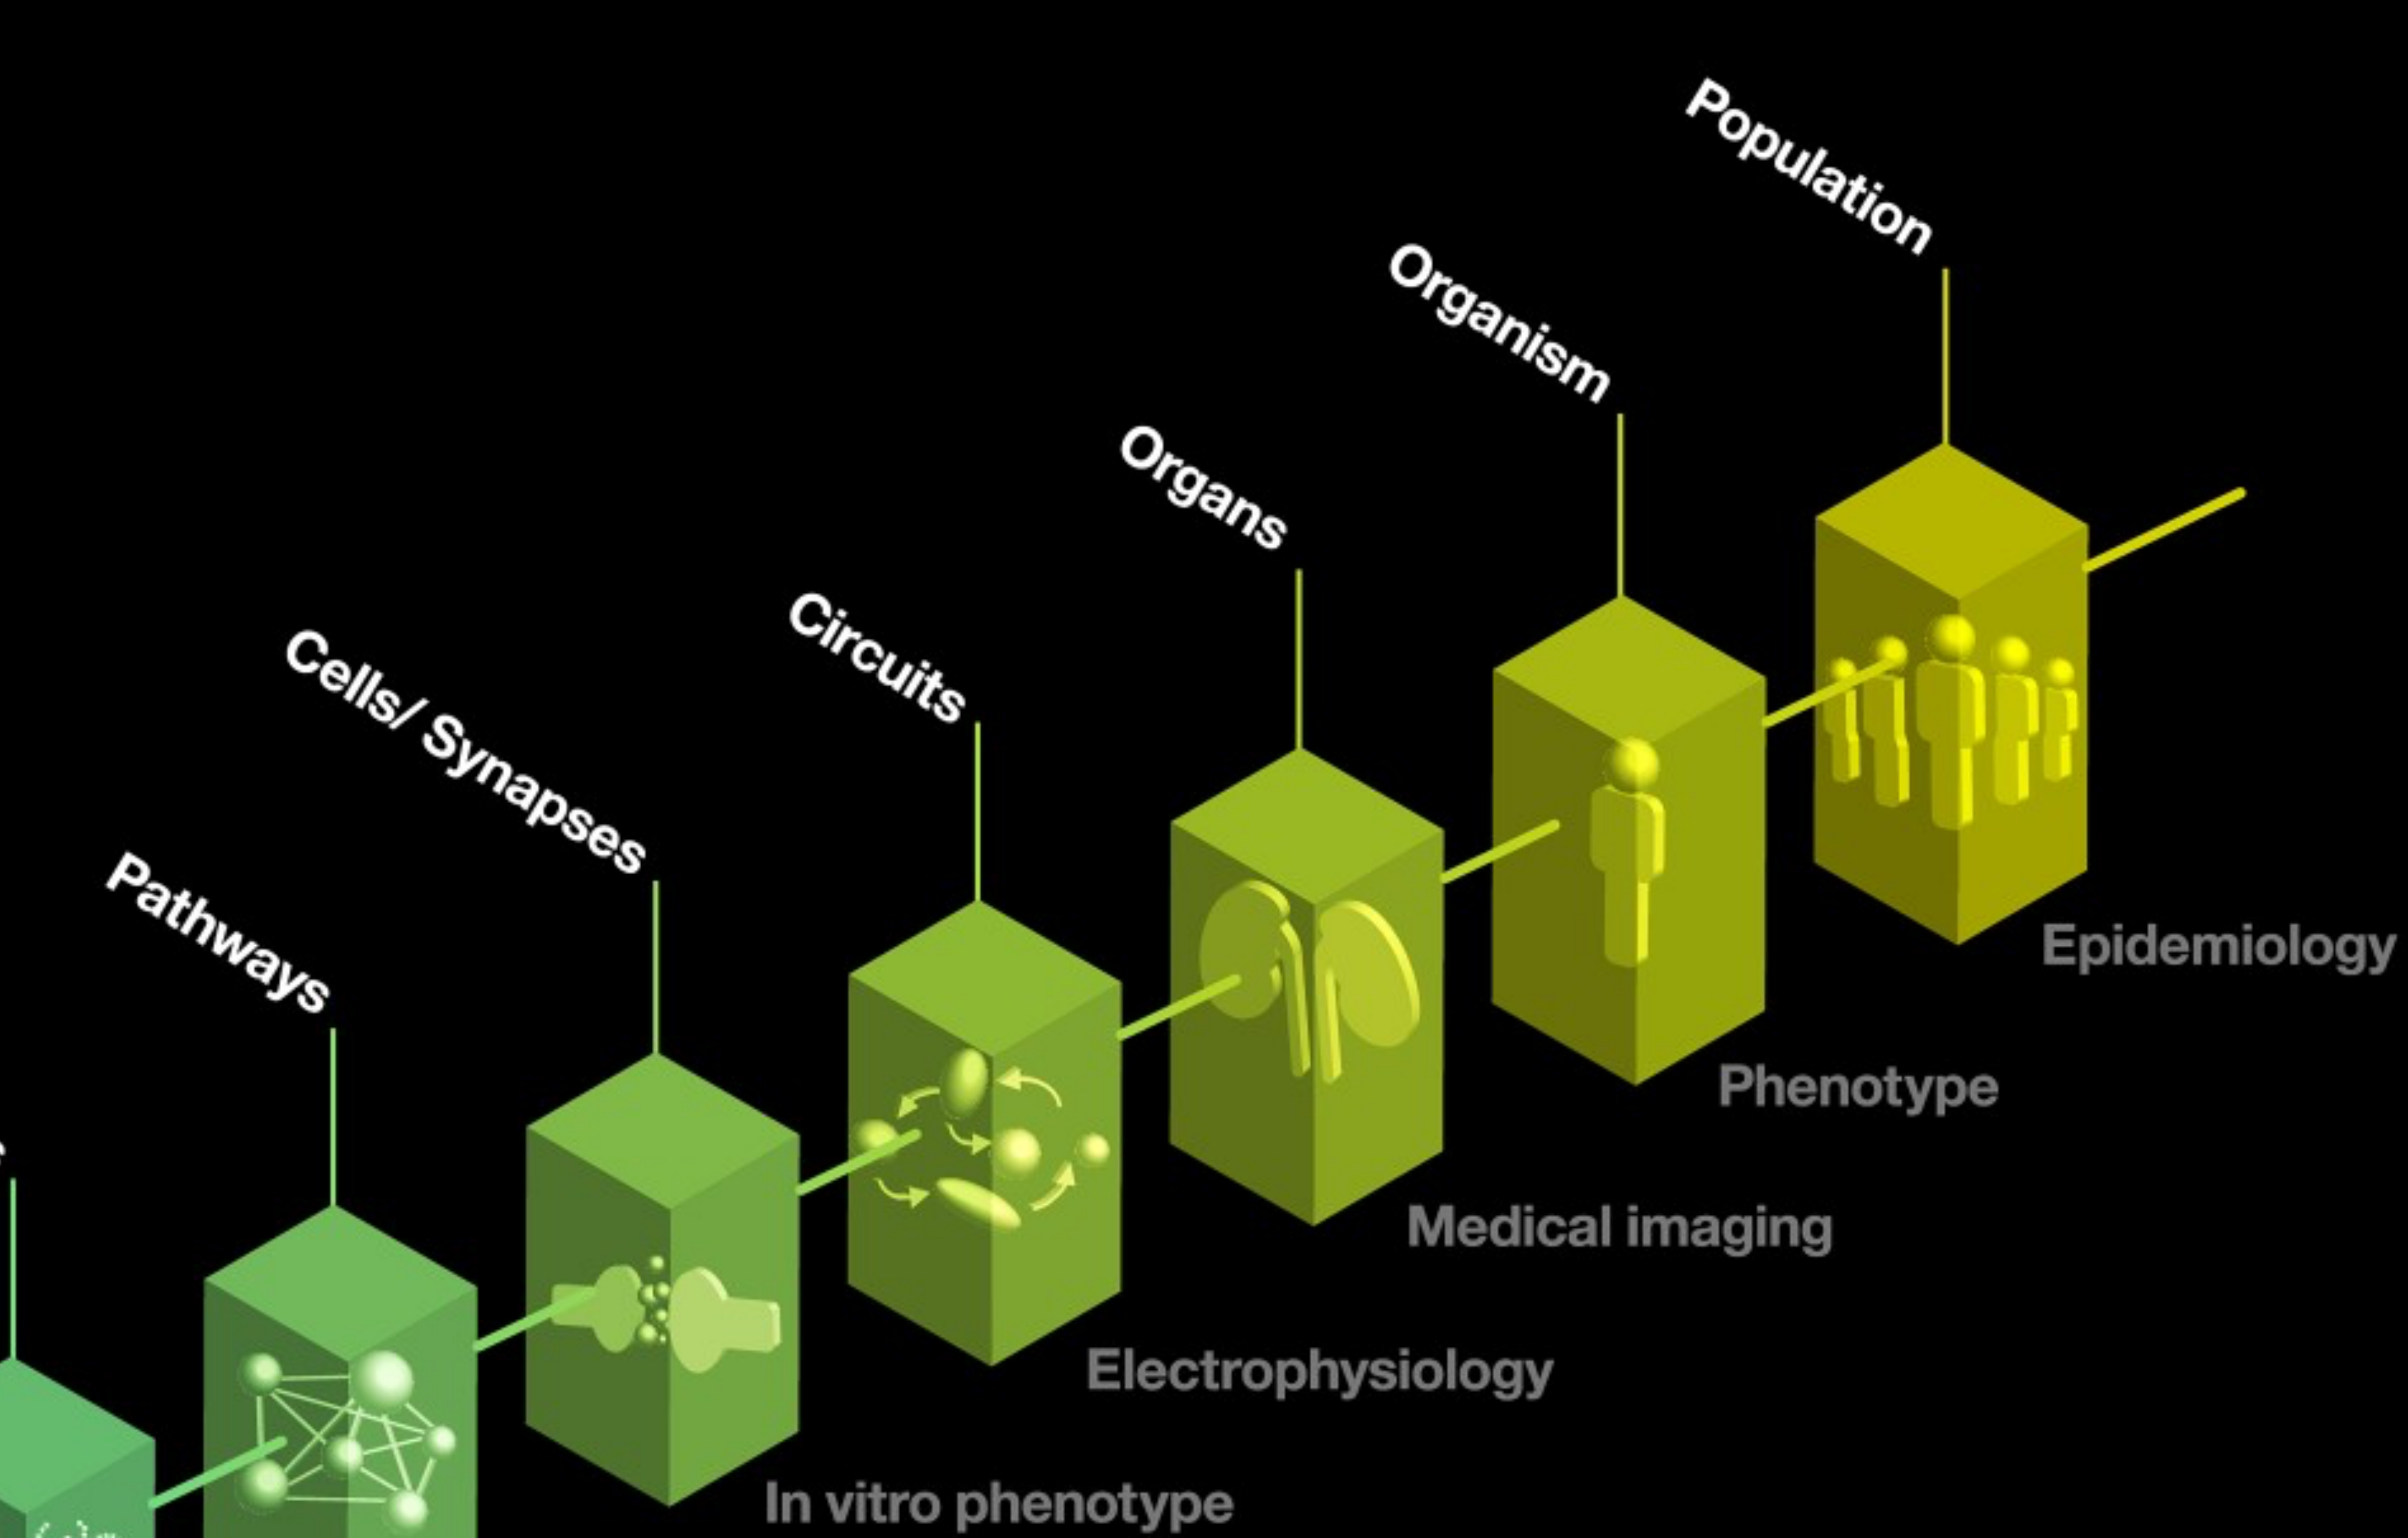 Population
Organism
Organs
Circuits
Cells/ Synapses
Pathways
Epidemiology
Phenotype
Medical imaging
Electrophysiology
In vitro phenotype